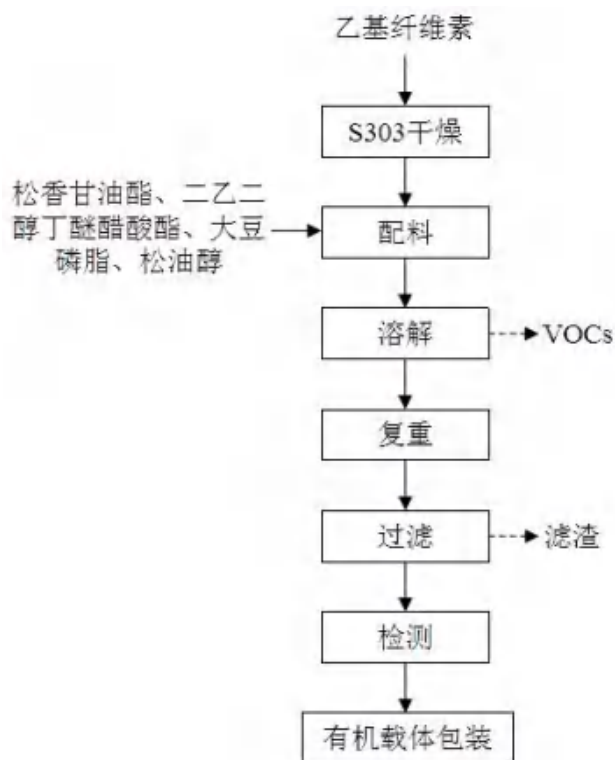 乙基纤维素
S303干燥
松香甘油酯、二乙二
醇丁醚醋酸酯、大豆
磷脂、松油醇
配料
溶解
VOCs
复重
过滤
滤渣
检测
有机载体包装